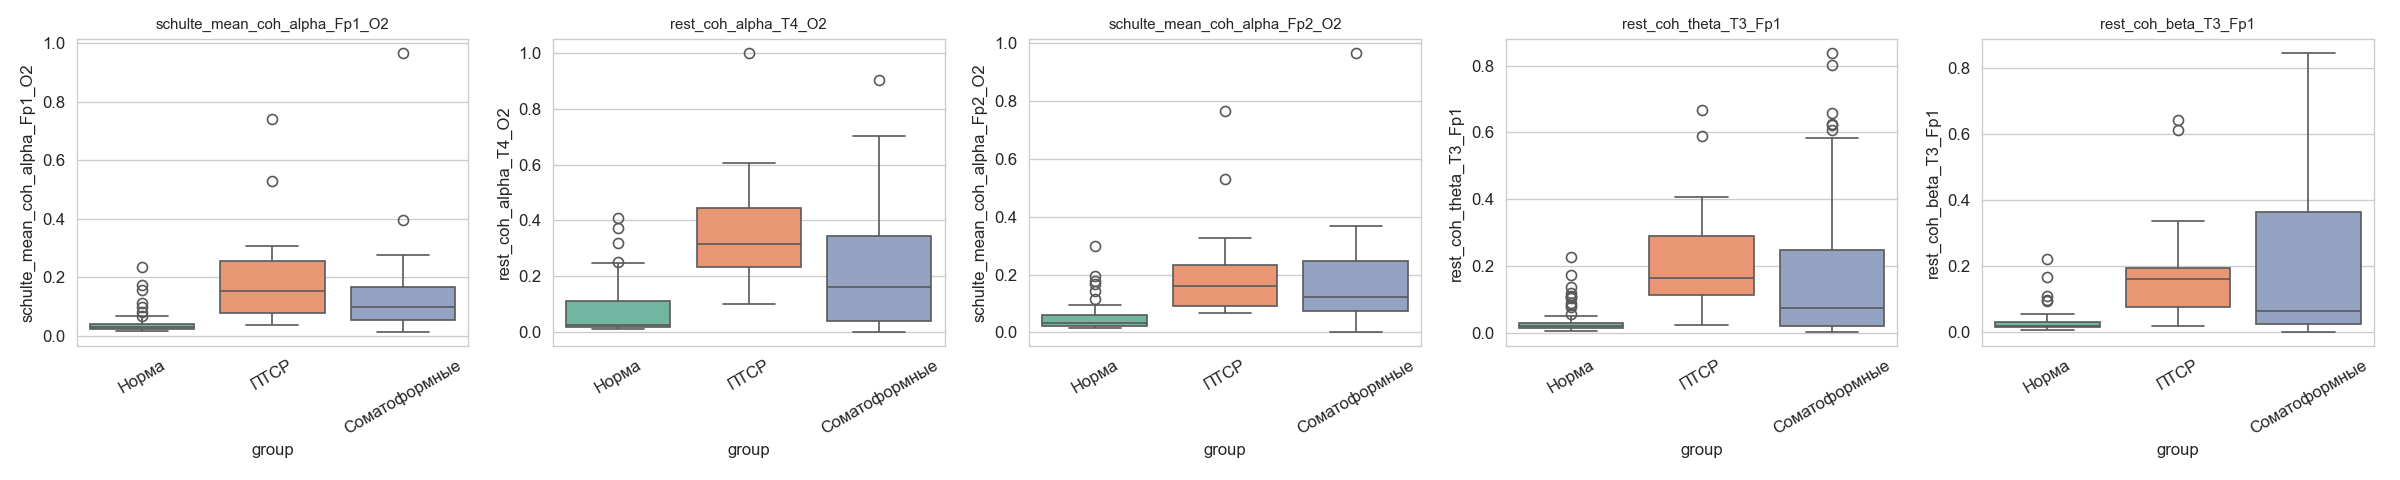 schulte_mean_coh_alpha_Fp1_O2
schulte_mean_coh_alpha_Fp1_O2
1.0
0.8
0.6
0.4
0.2
0.0
Норма
ПТСР
Соматоформные
group
rest_coh_alpha_T4_O2
rest_coh_alpha_T4_O2
1.0
0.8
0.6
0.4
0.2
0.0
Норма
ПТСР
Соматоформные
group
schulte_mean_coh_alpha_Fp2_O2
schulte_mean_coh_alpha_Fp2_O2
1.0
0.8
0.6
0.4
0.2
0.0
Норма
ПТСР
Соматоформные
group
rest_coh_theta_T3_Fp1
rest_coh_theta_T3_Fp1
0.8
0.6
0.4
0.2
0.0
Норма
ПТСР
Соматоформные
group
rest_coh_beta_T3_Fp1
rest_coh_beta_T3_Fp1
0.8
0.6
0.4
0.2
0.0
Норма
ПТСР
Соматоформные
group